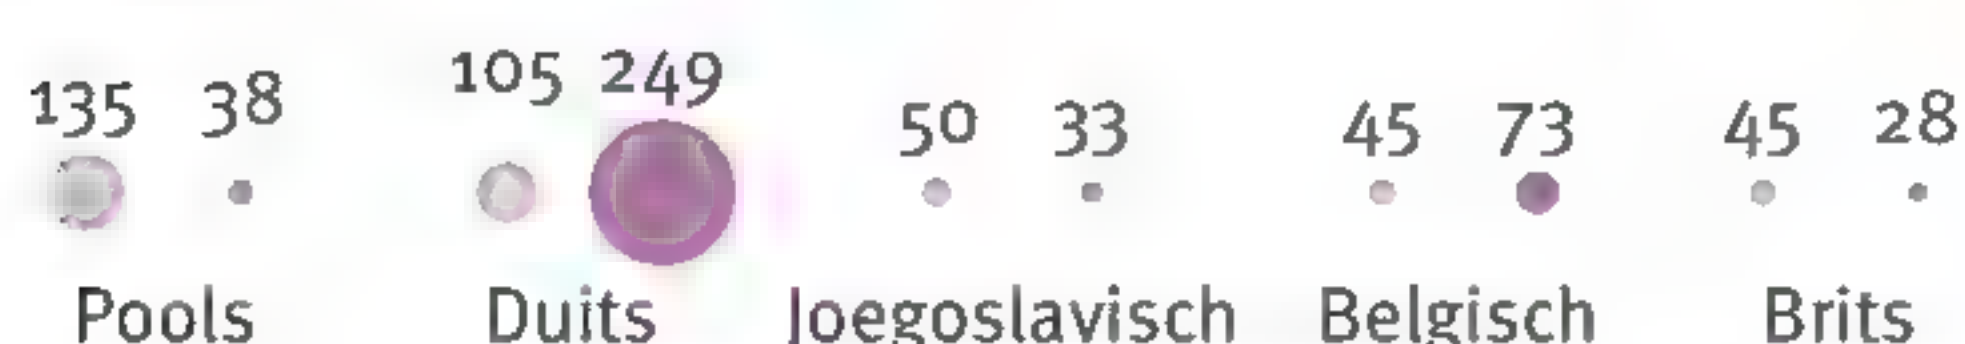 135 38 105 249 50 33 45 73 45 28
Pools Duits Joegoslavisch Belgisch Brits